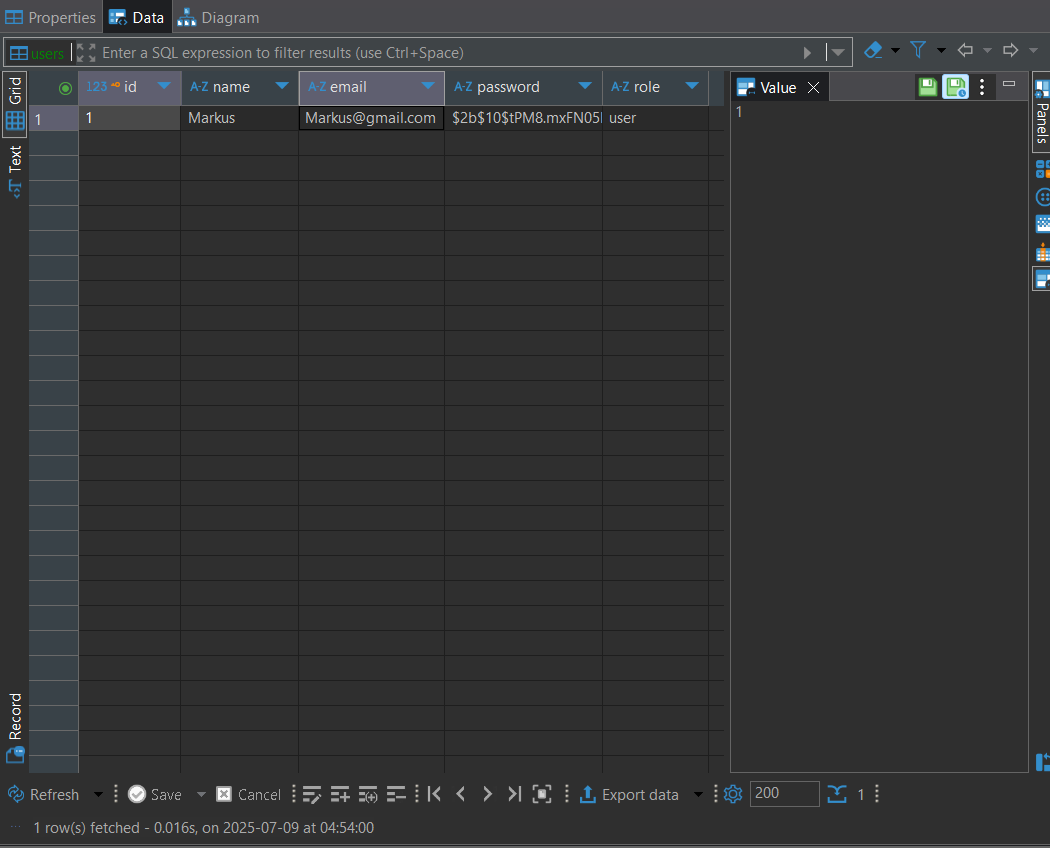 Properties Data Diagram
users Enter a SQL expression to filter results (use Ctrl+Space)
Grid
Text
Record
123 id A-Z name A-Z email A-Z password A-Z role
1 1 Markus Markus@gmail.com $2b$10$tPM8.mxFN05 user
Value
1
Panels
Refresh Save Cancel Export data 200 1
1 row(s) fetched - 0.016s, on 2025-07-09 at 04:54:00